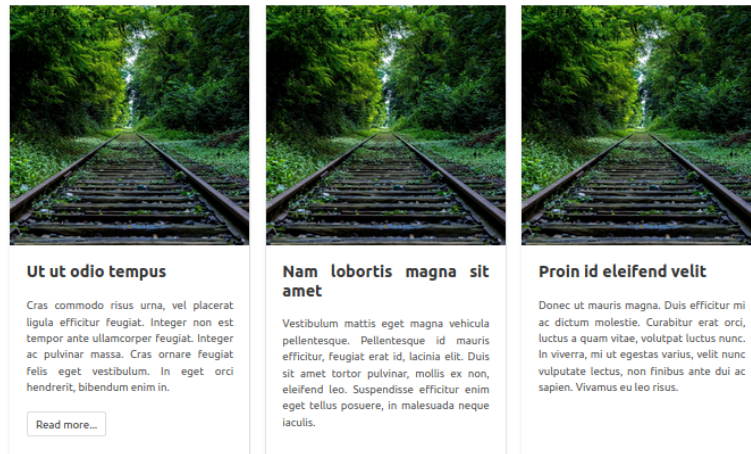 Ut ut odio tempus
Cras commodo risus urna, vel placerat
ligula efficitur feugiat. Integer non est
tempor ante ullamcorper feugiat. Integer
ac pulvinar massa. Cras ornare feugiat
felis eget vestibulum. In eget orci
hendrerit, bibendum enim in.
Read more...
Nam lobortis magna sit
amet
Vestibulum mattis eget magna vehicula
pellentesque. Pellentesque id mauris
efficitur, feugiat erat id, lacinia elit. Duis
sit amet tortor pulvinar, mollis ex non,
eleifend leo. Suspendisse efficitur enim
eget tellus posuere, in malesuada neque
iaculis.
Proin id eleifend velit
Donec ut mauris magna. Duis efficitur mi
ac dictum molestie. Curabitur erat orci,
luctus a quam vitae, volutpat luctus nunc.
In viverra, mi ut egestas varius, velit nunc
vulputate lectus, non finibus ante dui ac
sapien. Vivamus eu leo risus.